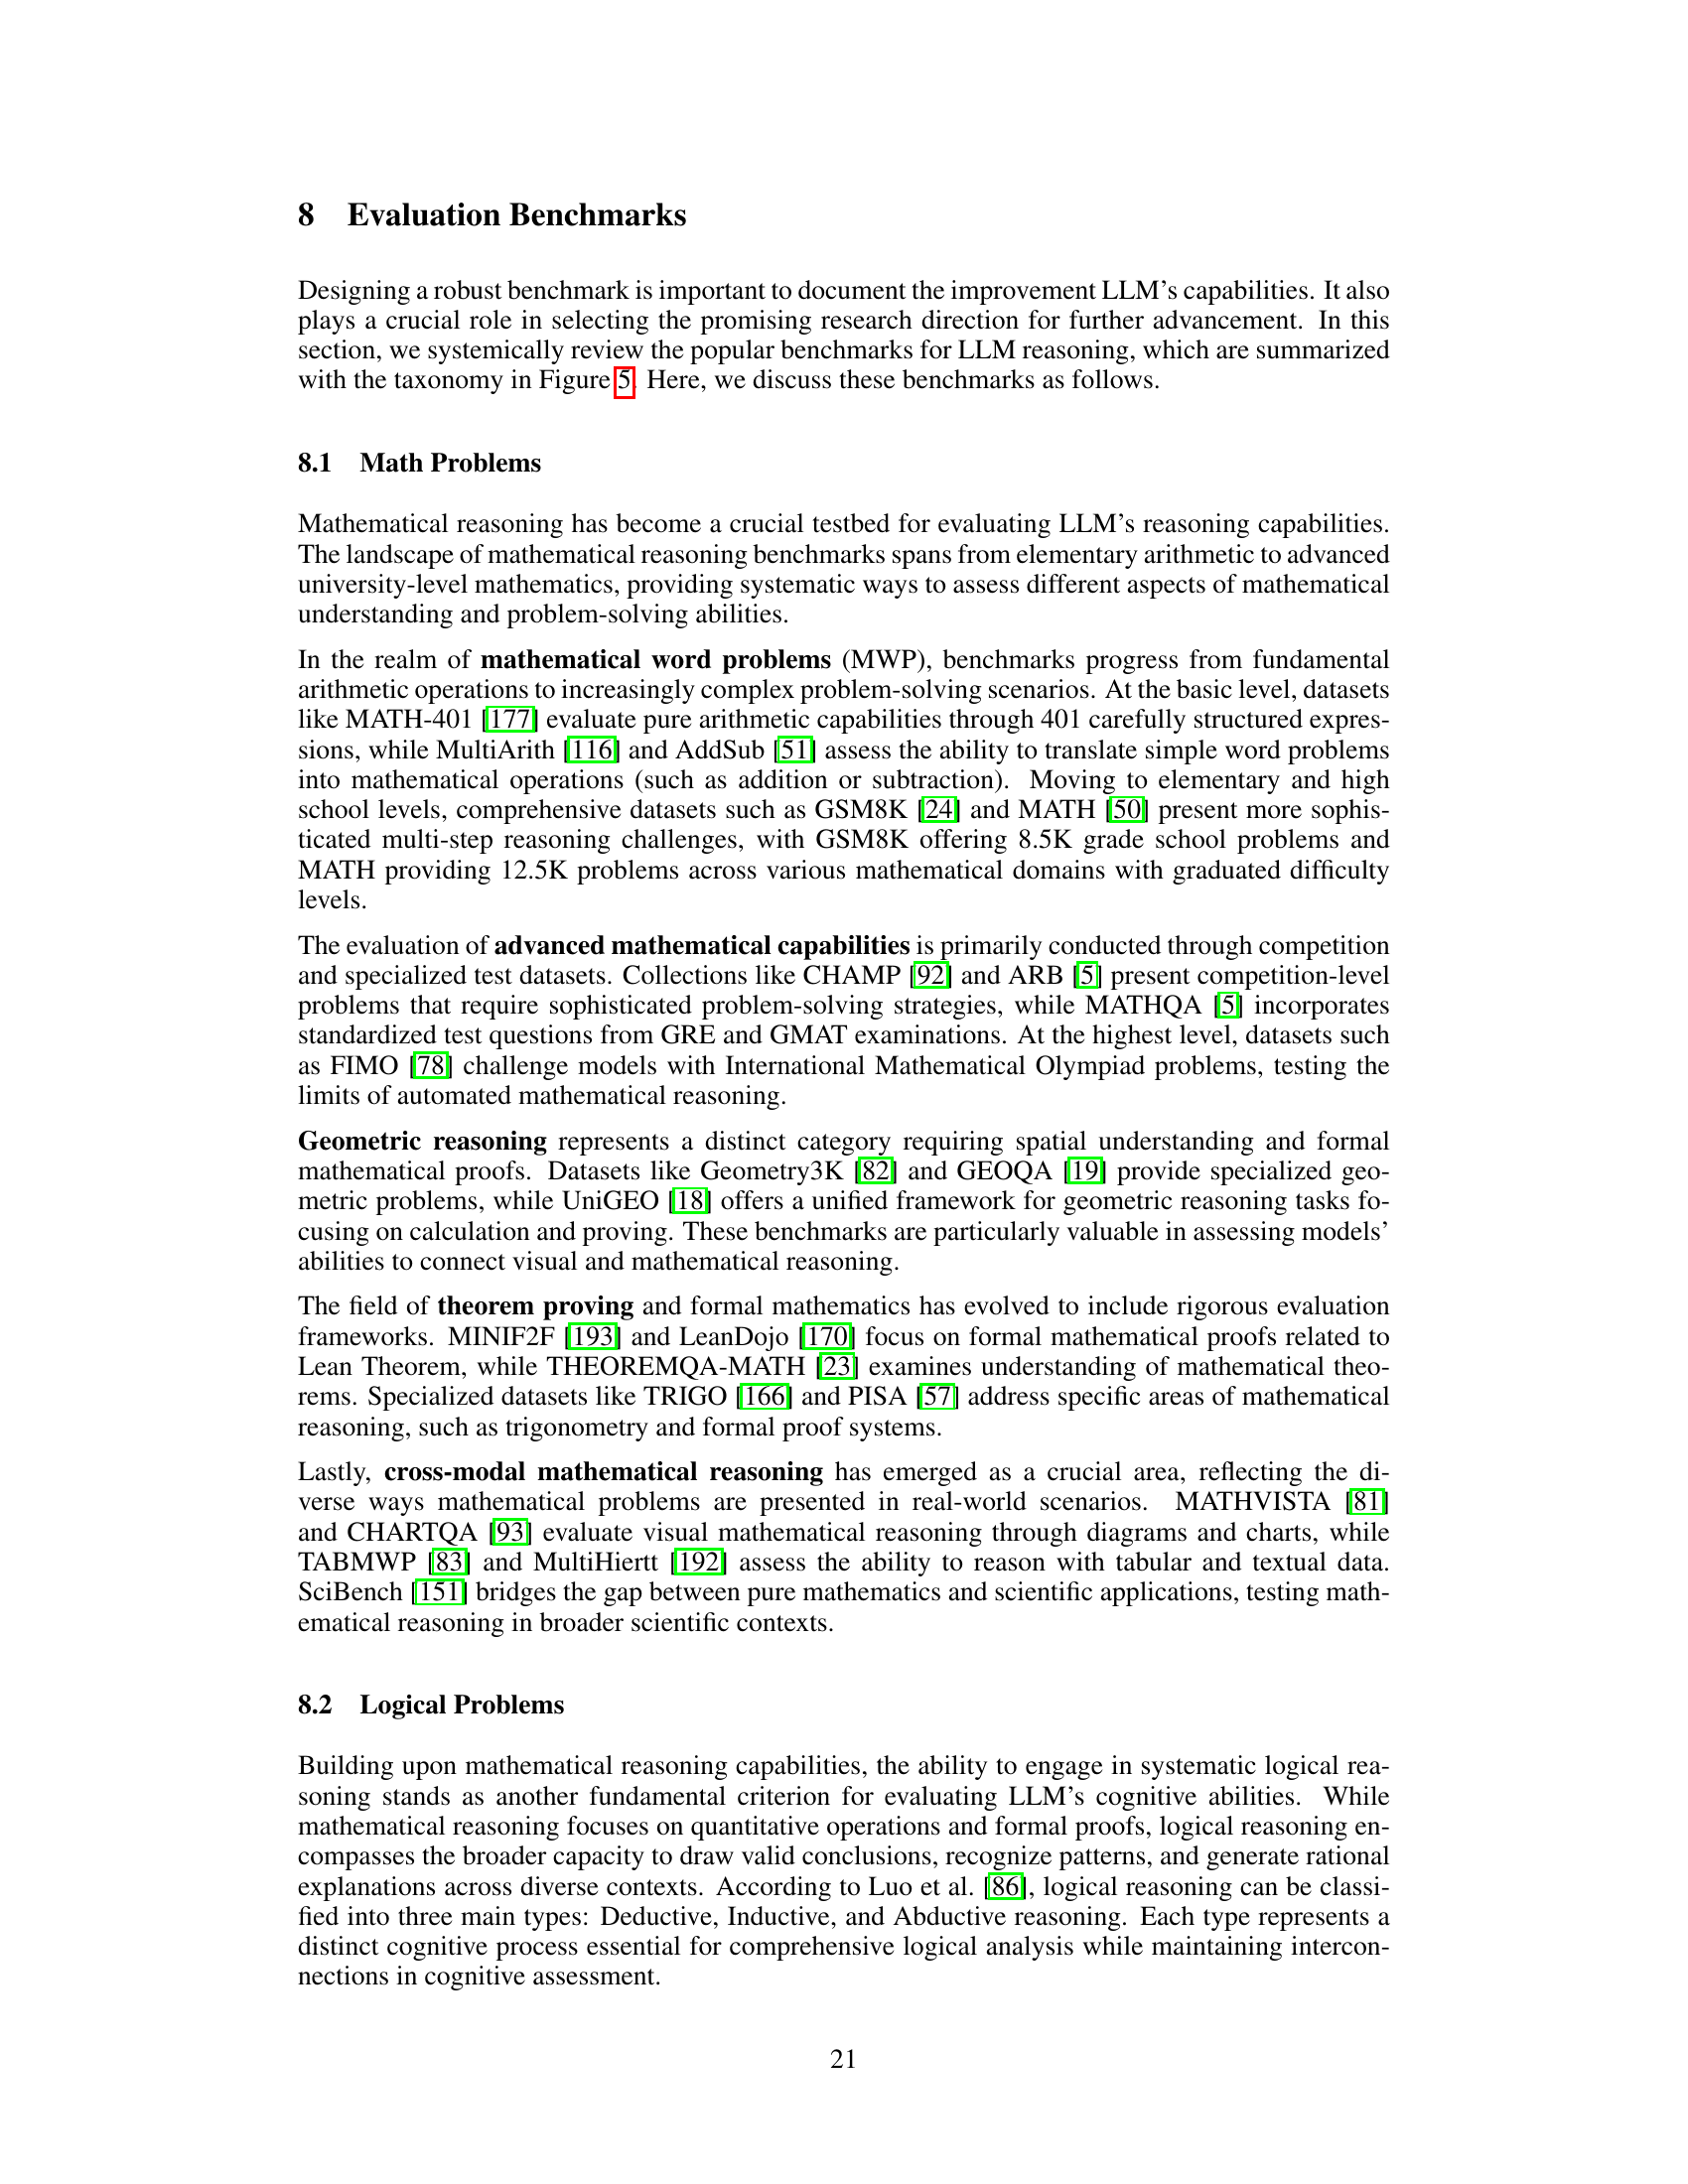 8 Evaluation Benchmarks
Designing a robust benchmark is important to document the improvement LLM's capabilities. It also
plays a crucial role in selecting the promising research direction for further advancement. In this
section, we systemically review the popular benchmarks for LLM reasoning, which are summarized
with the taxonomy in Figure 5. Here, we discuss these benchmarks as follows.
8.1 Math Problems
Mathematical reasoning has become a crucial testbed for evaluating LLM's reasoning capabilities.
The landscape of mathematical reasoning benchmarks spans from elementary arithmetic to advanced
university-level mathematics, providing systematic ways to assess different aspects of mathematical
understanding and problem-solving abilities.
In the realm of mathematical word problems (MWP), benchmarks progress from fundamental
arithmetic operations to increasingly complex problem-solving scenarios. At the basic level, datasets
like MATH-401 [177] evaluate pure arithmetic capabilities through 401 carefully structured expres-
sions, while MultiArith [116] and AddSub [51] assess the ability to translate simple word problems
into mathematical operations (such as addition or subtraction). Moving to elementary and high
school levels, comprehensive datasets such as GSM8K [24] and MATH [50] present more sophis-
ticated multi-step reasoning challenges, with GSM8K offering 8.5K grade school problems and
MATH providing 12.5K problems across various mathematical domains with graduated difficulty
levels.
The evaluation of advanced mathematical capabilities is primarily conducted through competition
and specialized test datasets. Collections like CHAMP [92] and ARB [5] present competition-level
problems that require sophisticated problem-solving strategies, while MATHQA [5] incorporates
standardized test questions from GRE and GMAT examinations. At the highest level, datasets such
as FIMO [78] challenge models with International Mathematical Olympiad problems, testing the
limits of automated mathematical reasoning.
Geometric reasoning represents a distinct category requiring spatial understanding and formal
mathematical proofs. Datasets like Geometry3K [82] and GEOQA [19] provide specialized geo-
metric problems, while UniGEO [18] offers a unified framework for geometric reasoning tasks fo-
cusing on calculation and proving. These benchmarks are particularly valuable in assessing models'
abilities to connect visual and mathematical reasoning.
The field of theorem proving and formal mathematics has evolved to include rigorous evaluation
frameworks. MINIF2F [193] and LeanDojo [170] focus on formal mathematical proofs related to
Lean Theorem, while THEOREMQA-MATH [23] examines understanding of mathematical theo-
rems. Specialized datasets like TRIGO [166] and PISA [57] address specific areas of mathematical
reasoning, such as trigonometry and formal proof systems.
Lastly, cross-modal mathematical reasoning has emerged as a crucial area, reflecting the di-
verse ways mathematical problems are presented in real-world scenarios. MATHVISTA [81]
and CHARTQA [93] evaluate visual mathematical reasoning through diagrams and charts, while
TABMWP [83] and MultiHiertt [192] assess the ability to reason with tabular and textual data.
SciBench [151] bridges the gap between pure mathematics and scientific applications, testing math-
ematical reasoning in broader scientific contexts.
8.2 Logical Problems
Building upon mathematical reasoning capabilities, the ability to engage in systematic logical rea-
soning stands as another fundamental criterion for evaluating LLM's cognitive abilities. While
mathematical reasoning focuses on quantitative operations and formal proofs, logical reasoning en-
compasses the broader capacity to draw valid conclusions, recognize patterns, and generate rational
explanations across diverse contexts. According to Luo et al. [86], logical reasoning can be classi-
fied into three main types: Deductive, Inductive, and Abductive reasoning. Each type represents a
distinct cognitive process essential for comprehensive logical analysis while maintaining intercon-
nections in cognitive assessment.
21